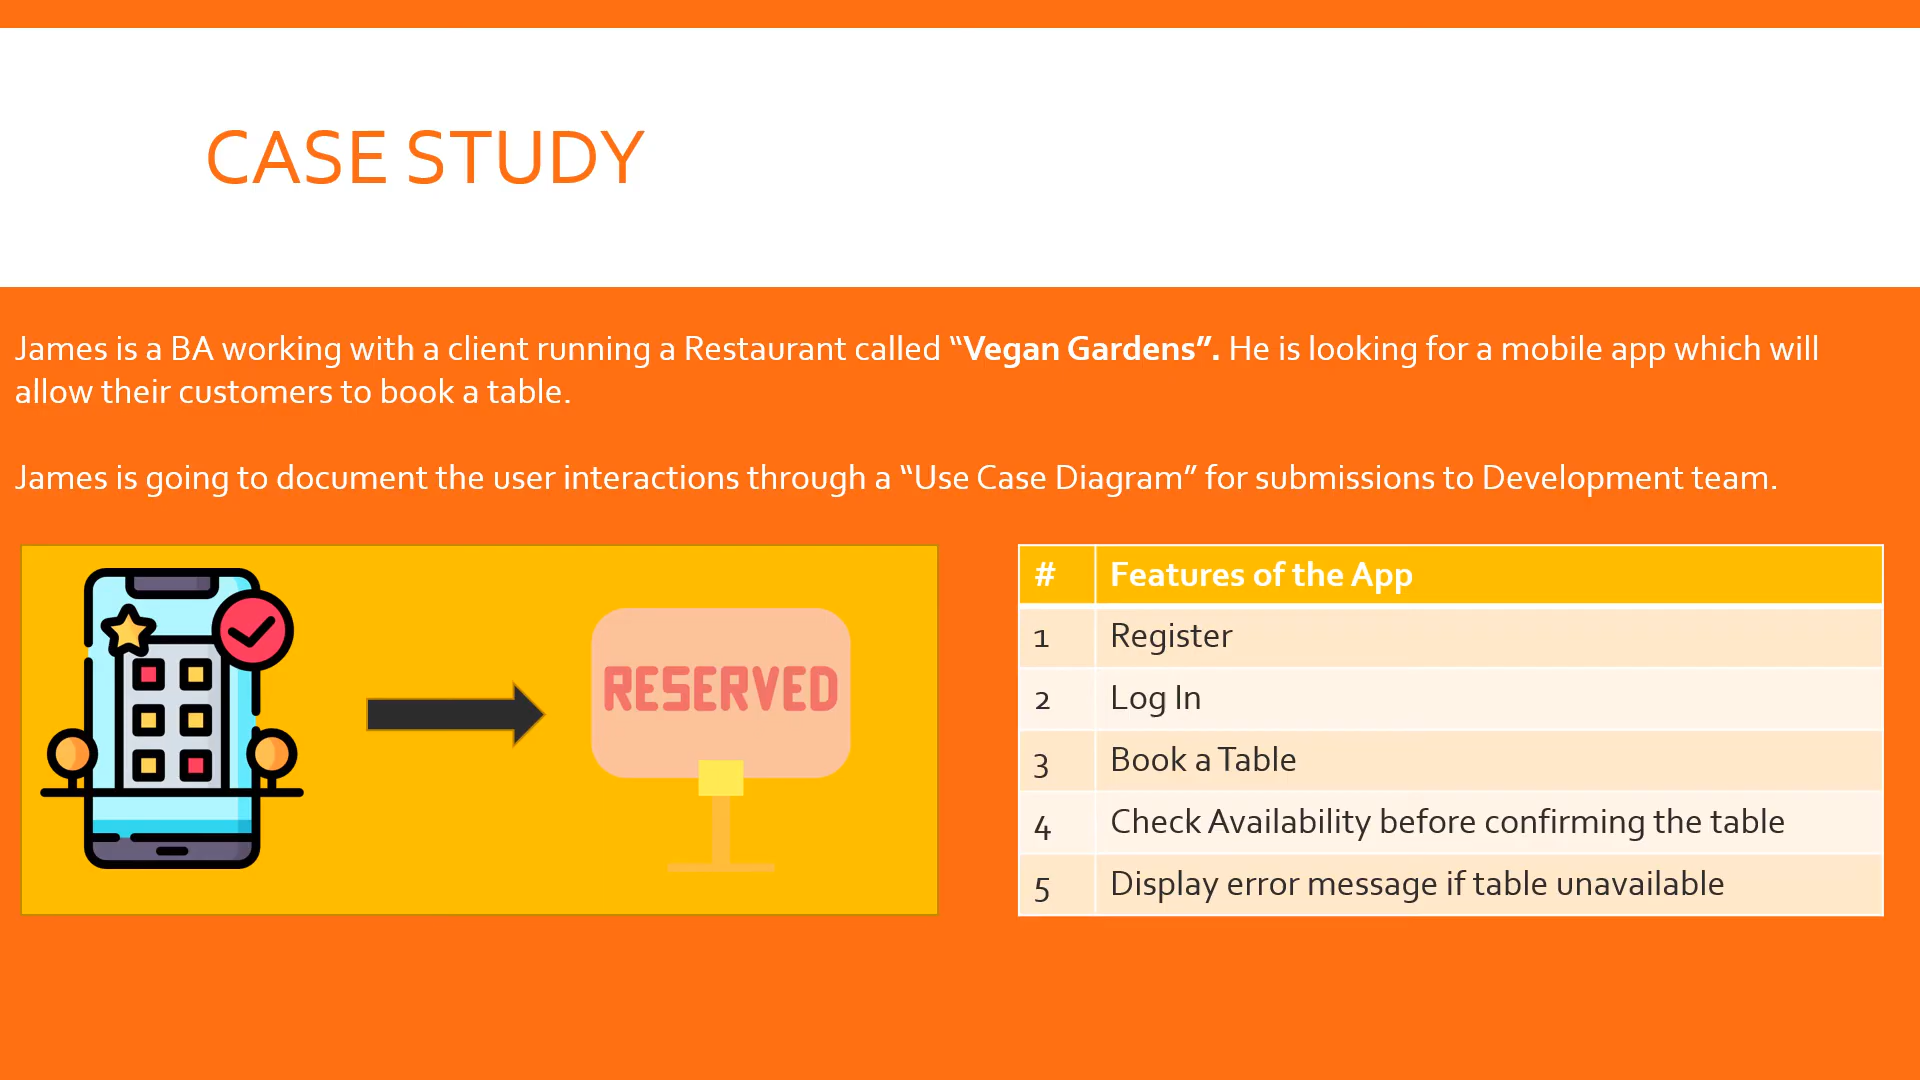 CASE STUDY
James is a BA working with a client running a Restaurant called “Vegan Gardens”. He is looking for a mobile app which will
allow their customers to book a table.
James is going to document the user interactions through a “Use Case Diagram” for submissions to Development team.
RESERVED
# Features of the App
1 Register
2 Log In
3 Book a Table
4 Check Availability before confirming the table
5 Display error message if table unavailable